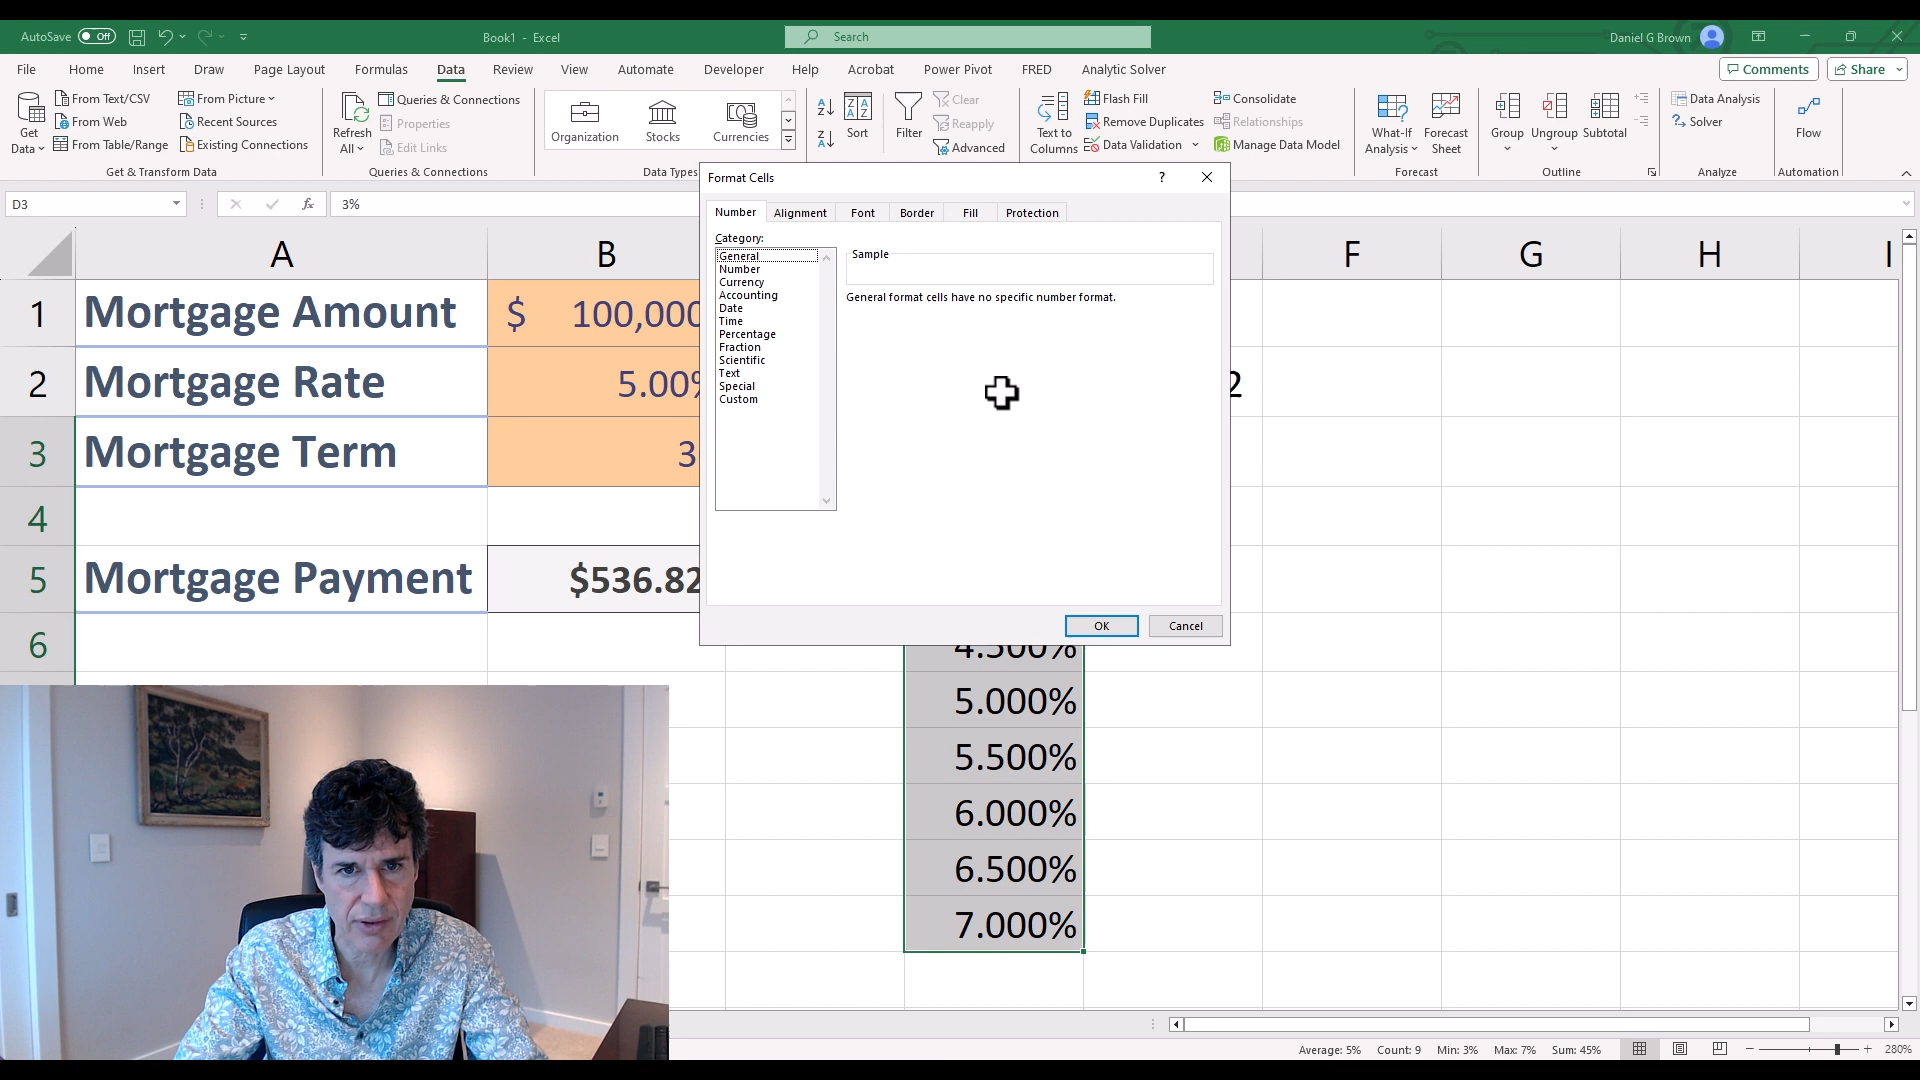 AutoSave Off Book1 - Excel Search Daniel G Brown
File Home Insert Draw Page Layout Formulas Data Review View Automate Developer Help Acrobat Power Pivot FRED Analytic Solver Comments Share
Get Data
From Text/CSV
From Web
From Table/Range
From Picture
Recent Sources
Existing Connections
Get & Transform Data
Refresh All
Queries & Connections
Properties
Edit Links
Queries & Connections
Organization Stocks Currencies
Data Types
Sort
Filter
Clear
Reapply
Advanced
Text to Columns
Flash Fill
Remove Duplicates
Data Validation
Consolidate
Relationships
Manage Data Model
What-If Analysis
Forecast Sheet
Forecast
Group Ungroup Subtotal
Outline
Data Analysis
Solver
Analyze
Flow
Automation
D3 fx 3%
A B F G H I
1 Mortgage Amount $ 100,000
2 Mortgage Rate 5.00% 2
3 Mortgage Term 3
4
5 Mortgage Payment $536.82
6 4.500%
5.000%
5.500%
6.000%
6.500%
7.000%
Format Cells ?
Number Alignment Font Border Fill Protection
Category:
General
Number
Currency
Accounting
Date
Time
Percentage
Fraction
Scientific
Text
Special
Custom
Sample
General format cells have no specific number format.
OK Cancel
Average: 5% Count: 9 Min: 3% Max: 7% Sum: 45% 280%